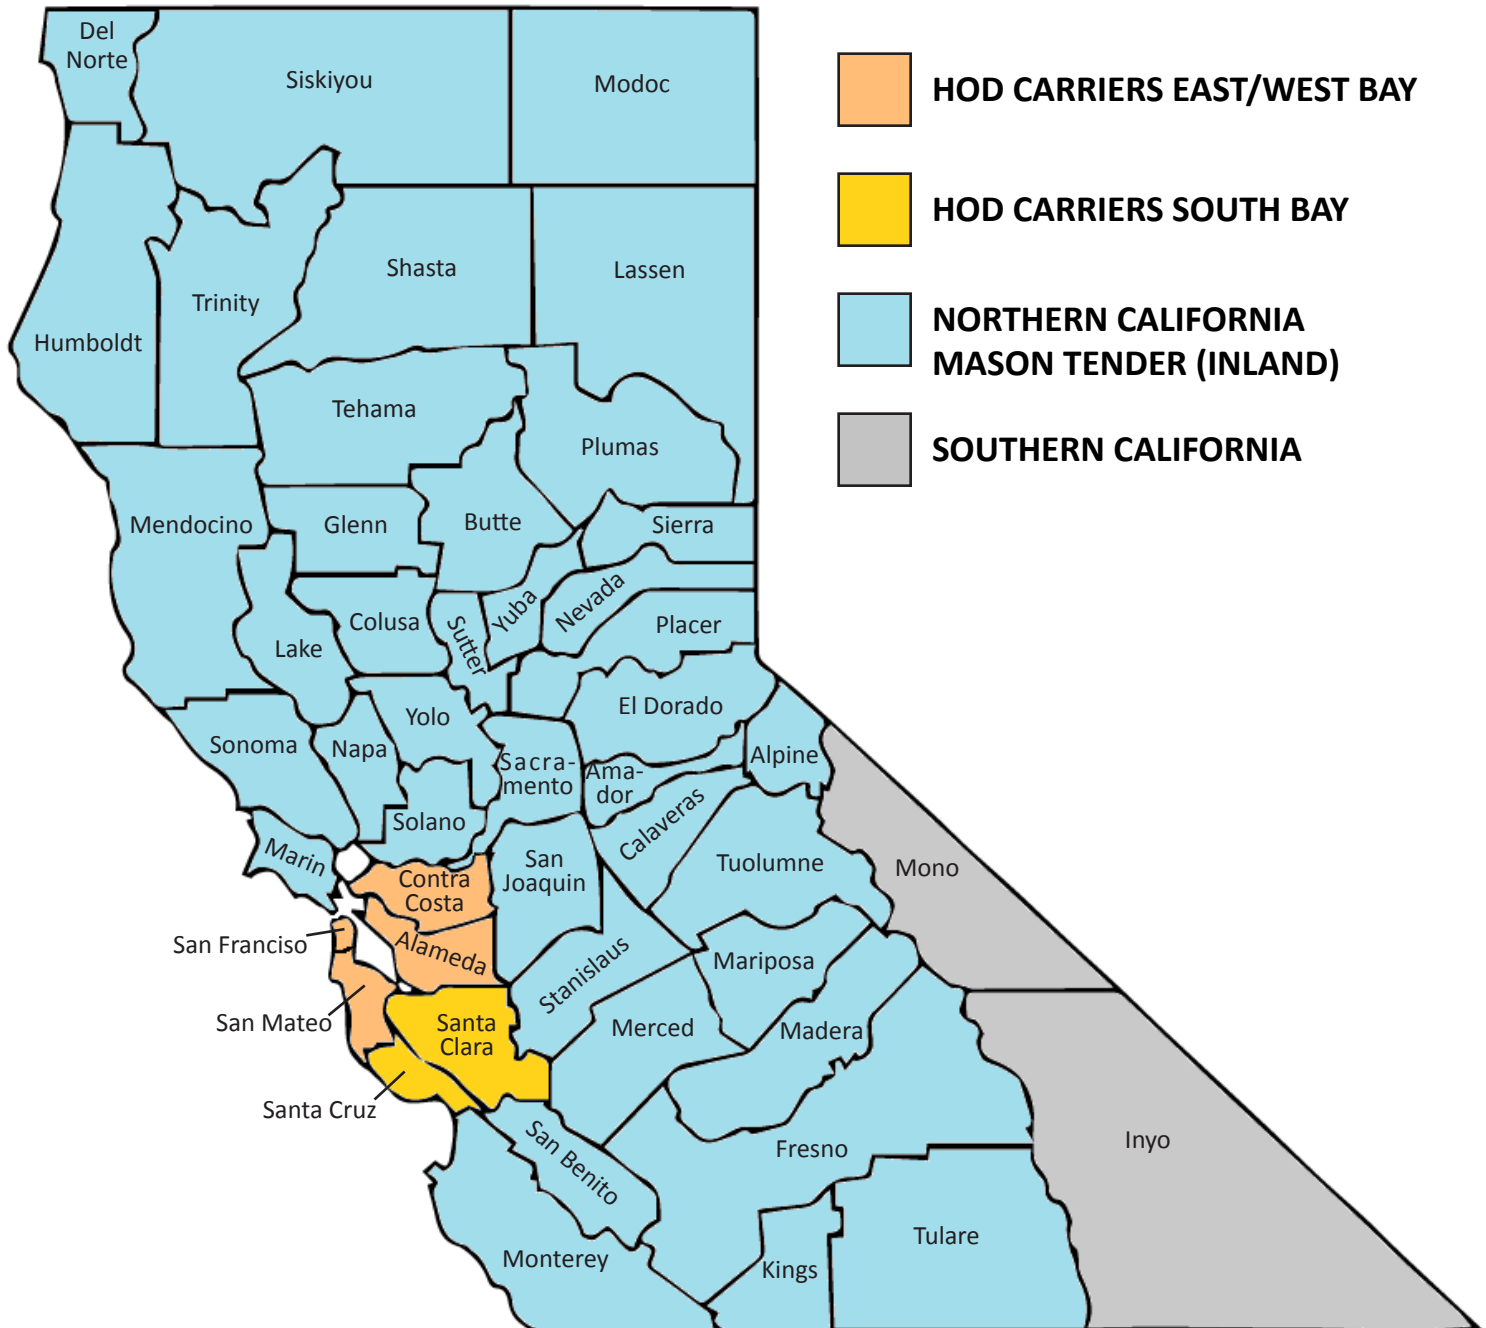 Del
Norte
Siskiyou
Modoc
HOD CARRIERS EAST/WEST BAY
HOD CARRIERS SOUTH BAY
NORTHERN CALIFORNIA
MASON TENDER (INLAND)
SOUTHERN CALIFORNIA
Humboldt
Trinity
Shasta
Lassen
Tehama
Plumas
Mendocino
Glenn
Butte
Sierra
Lake
Colusa
Sutter
Yuba
Nevada
Placer
Sonoma
Napa
Yolo
El Dorado
Sacra-
mento
Ama-
dor
Alpine
Solano
Calaveras
Marin
Contra
Costa
San
Joaquin
Tuolumne
Mono
San Franciso
Alameda
Stanislaus
Mariposa
San Mateo
Santa
Clara
Merced
Madera
Santa Cruz
San Benito
Fresno
Inyo
Monterey
Kings
Tulare